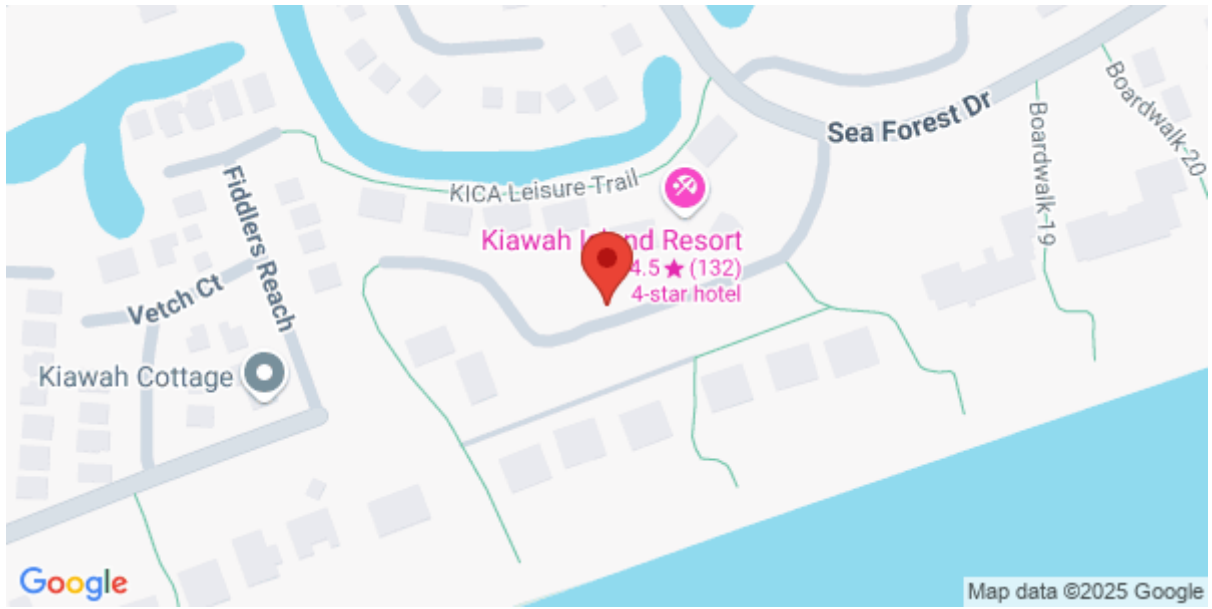 Sea Forest Dr
Boardwalk 20
Boardwalk 19
KICA Leisure Trail
Fiddlers Reach
Kiawah Island Resort
4.5 ★ (132)
4-star hotel
Vetch Ct
Kiawah Cottage
Google
Map data ©2025 Google